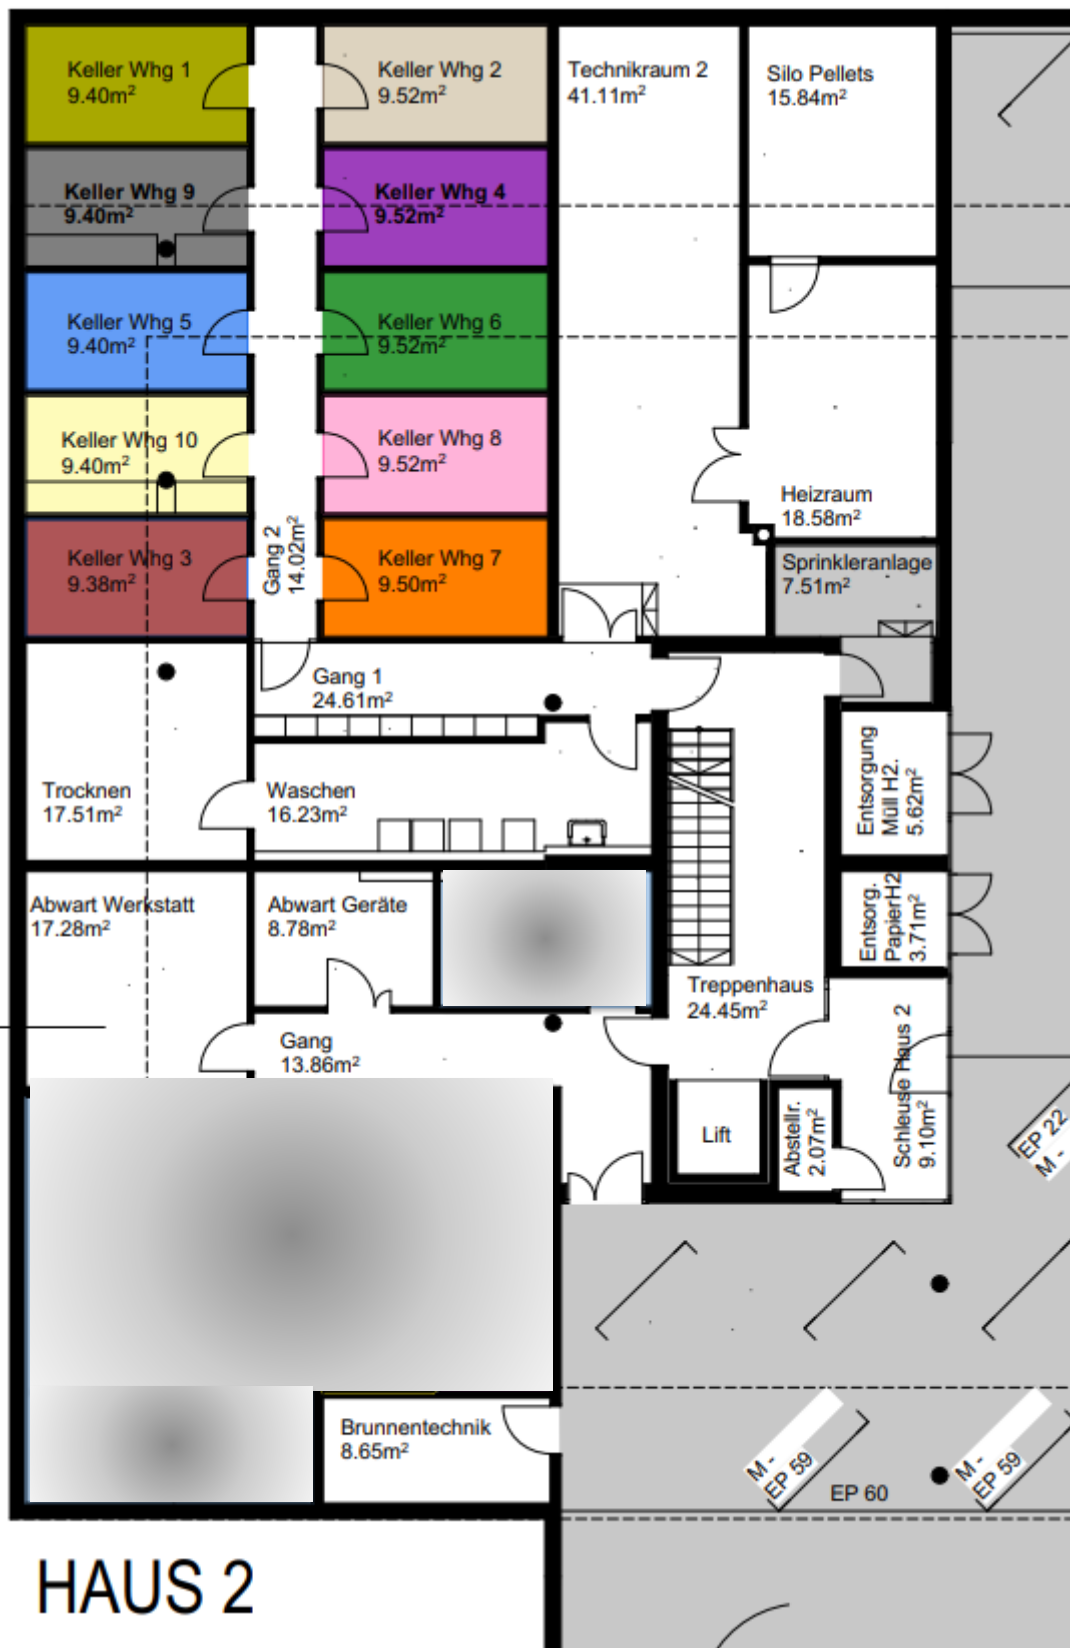 Keller Whg 1
9.40m²
Keller Whg 2
9.52m²
Technikraum 2
41.11m²
Silo Pellets
15.84m²
Keller Whg 9
9.40m²
Keller Whg 4
9.52m²
Keller Whg 5
9.40m²
Keller Whg 6
9.52m²
Keller Whg 10
9.40m²
Keller Whg 8
9.52m²
Heizraum
18.58m²
Keller Whg 3
9.38m²
Gang 2
14.02m²
Keller Whg 7
9.50m²
Sprinkleranlage
7.51m²
Gang 1
24.61m²
Trocknen
17.51m²
Waschen
16.23m²
Entsorgung
Müll H2.
5.62m²
Abwart Werkstatt
17.28m²
Abwart Geräte
8.78m²
Entsorg.
PapierH2
3.71m²
Treppenhaus
24.45m²
Gang
13.86m²
Schleuse Haus 2
9.10m²
Lift
Abstellr.
2.07m²
EP 22
M -
Brunnentechnik
8.65m²
M -
EP 59
M -
EP 59
EP 60
HAUS 2